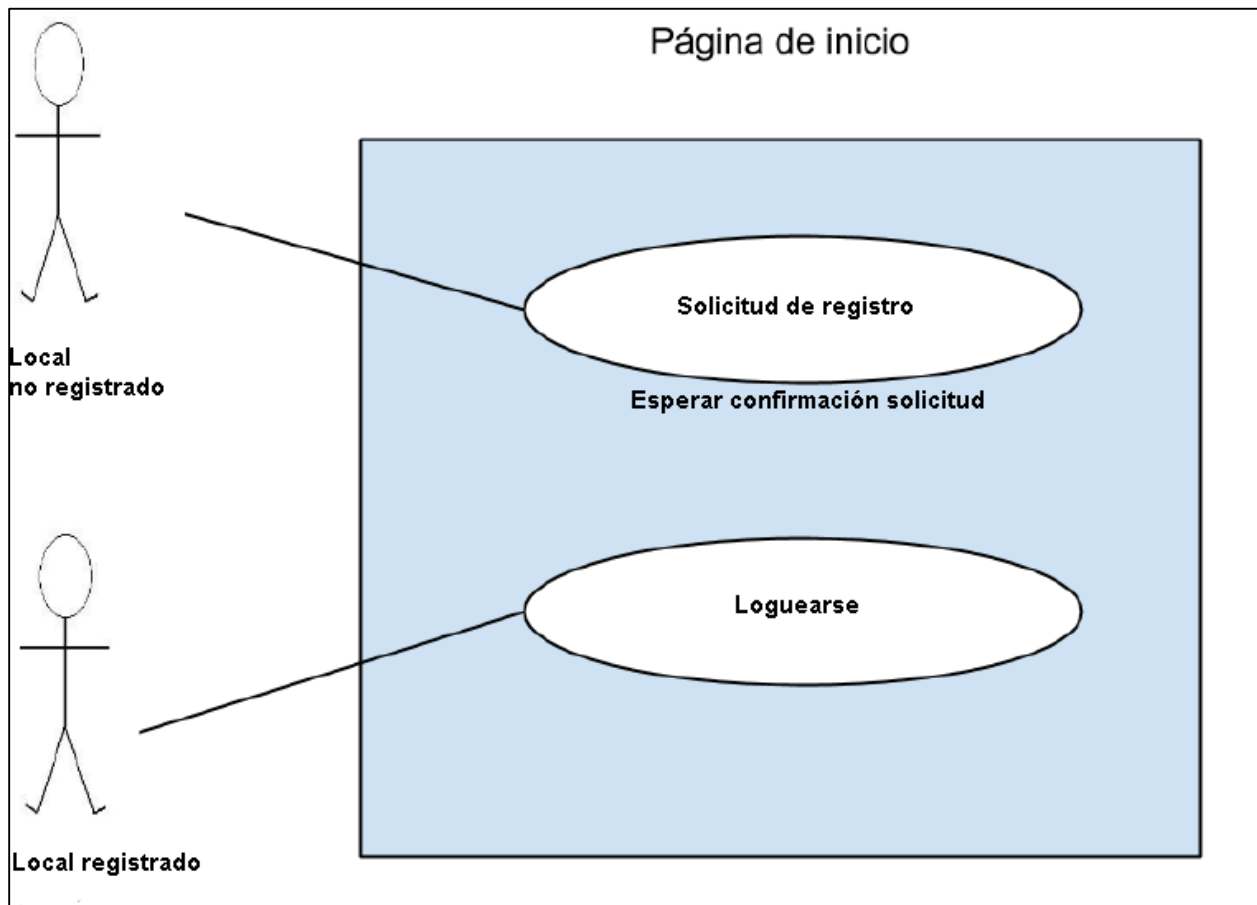 Página de inicio
Solicitud de registro
Local
no registrado
Esperar confirmación solicitud
Loguearse
Local registrado